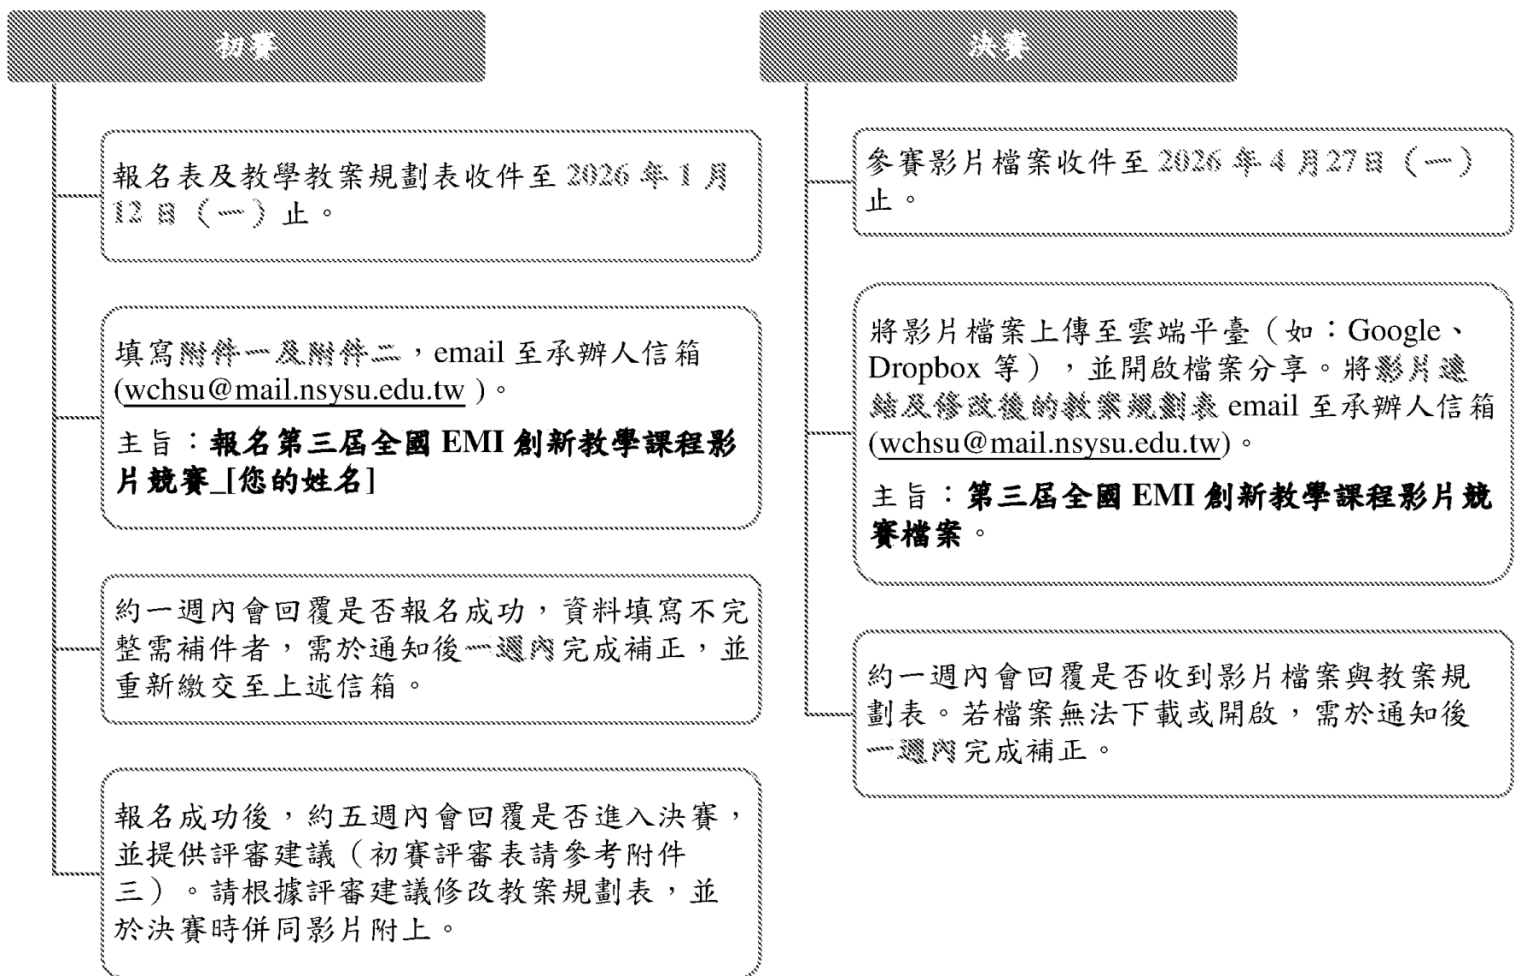 初賽
報名表及教學教案規劃表收件至 2026 年 1 月
12 日（一）止。
填寫附件一及附件二，email 至承辦人信箱
(wchsu@mail.nsysu.edu.tw )。
主旨：報名第三屆全國 EMI 創新教學課程影
片競賽_[您的姓名]
約一週內會回覆是否報名成功，資料填寫不完
整需補件者，需於通知後一週內完成補正，並
重新繳交至上述信箱。
報名成功後，約五週內會回覆是否進入決賽，
並提供評審建議（初賽評審表請參考附件
三）。請根據評審建議修改教案規劃表，並
於決賽時併同影片附上。
決賽
參賽影片檔案收件至 2026 年 4 月27日（一）
止。
將影片檔案上傳至雲端平臺（如：Google、
Dropbox 等），並開啟檔案分享。將影片連
結及修改後的教案規劃表 email 至承辦人信箱
(wchsu@mail.nsysu.edu.tw)。
主旨：第三屆全國 EMI 創新教學課程影片競
賽檔案。
約一週內會回覆是否收到影片檔案與教案規
劃表。若檔案無法下載或開啟，需於通知後
一週內完成補正。